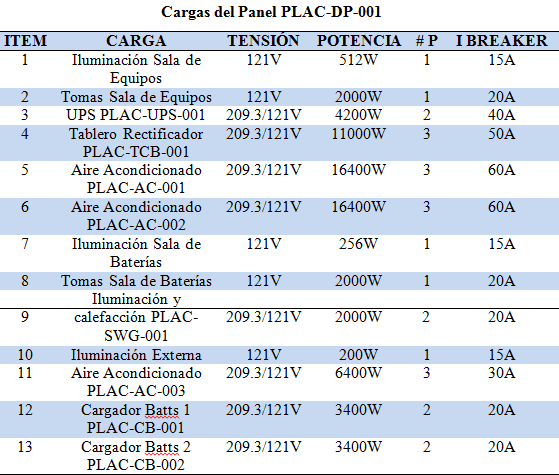 Cargas del Panel PLAC-DP-001
ITEM CARGA TENSIÓN POTENCIA # P I BREAKER
1 Iluminación Sala de Equipos 121V 512W 1 15A
2 Tomas Sala de Equipos 121V 2000W 1 20A
3 UPS PLAC-UPS-001 209.3/121V 4200W 2 40A
4 Tablero Rectificador PLAC-TCB-001 209.3/121V 11000W 3 50A
5 Aire Acondicionado PLAC-AC-001 209.3/121V 16400W 3 60A
6 Aire Acondicionado PLAC-AC-002 209.3/121V 16400W 3 60A
7 Iluminación Sala de Baterías 121V 256W 1 15A
8 Tomas Sala de Baterías 121V 2000W 1 20A
9 Iluminación y calefacción PLAC-SWG-001 209.3/121V 2000W 2 20A
10 Iluminación Externa 121V 200W 1 15A
11 Aire Acondicionado PLAC-AC-003 209.3/121V 6400W 3 30A
12 Cargador Batts 1 PLAC-CB-001 209.3/121V 3400W 2 20A
13 Cargador Batts 2 PLAC-CB-002 209.3/121V 3400W 2 20A